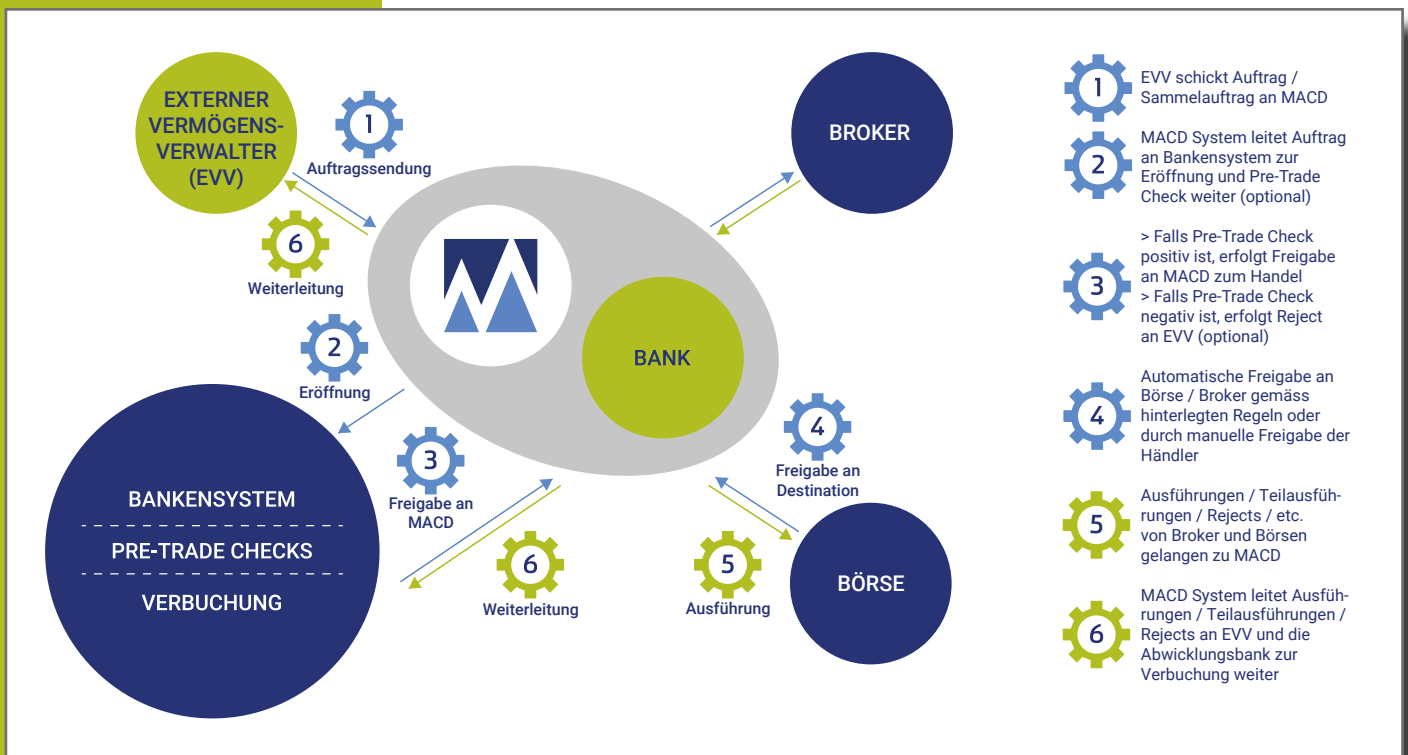 EXTERNER
VERMÖGENS-
VERWALTER
(EVV)
1
Auftragssendung
6
Weiterleitung
BROKER
BANK
2
Eröffnung
3
Freigabe an
MACD
BANKENSYSTEM
PRE-TRADE CHECKS
VERBUCHUNG
6
Weiterleitung
4
Freigabe an
Destination
5
Ausführung
BÖRSE
1
EVV schickt Auftrag /
Sammelauftrag an MACD
2
MACD System leitet Auftrag
an Bankensystem zur
Eröffnung und Pre-Trade
Check weiter (optional)
3
> Falls Pre-Trade Check
positiv ist, erfolgt Freigabe
an MACD zum Handel
> Falls Pre-Trade Check
negativ ist, erfolgt Reject
an EVV (optional)
4
Automatische Freigabe an
Börse / Broker gemäss
hinterlegten Regeln oder
durch manuelle Freigabe der
Händler
5
Ausführungen / Teilausfüh-
rungen / Rejects / etc.
von Broker und Börsen
gelangen zu MACD
6
MACD System leitet Ausfüh-
rungen / Teilausführungen /
Rejects an EVV und die
Abwicklungsbank zur
Verbuchung weiter